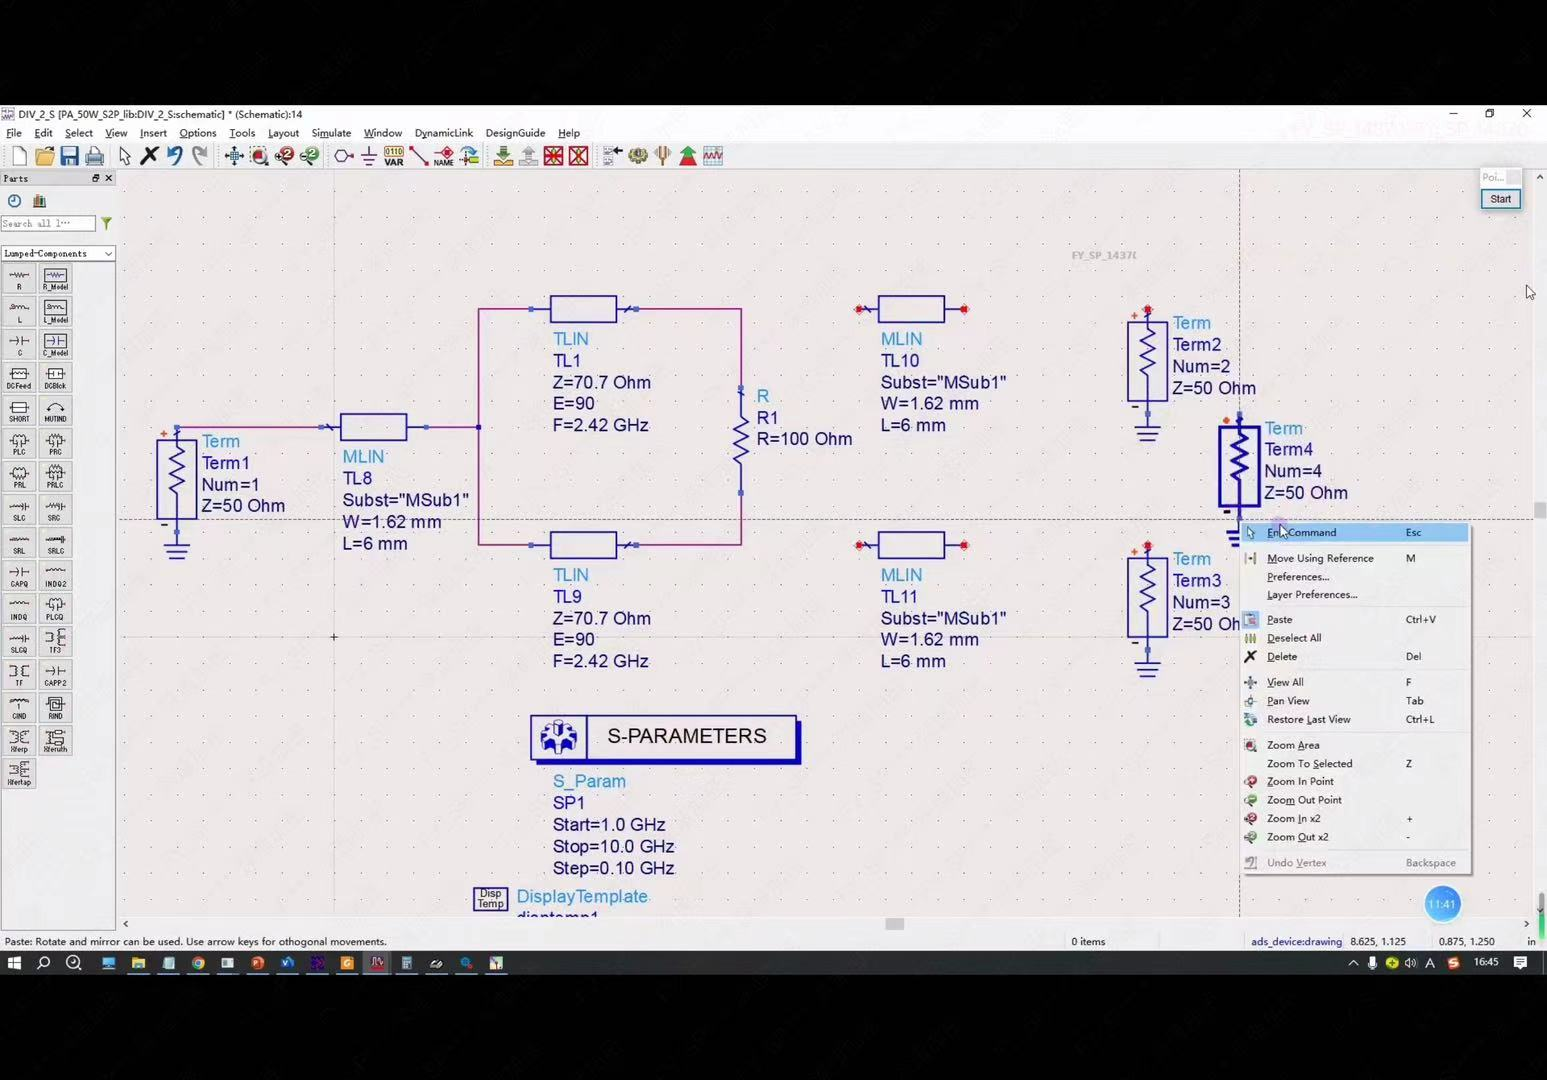 DIV_2_S [PA_50W_S2P_lib:DIV_2_S:schematic] * (Schematic):14
File Edit Select View Insert Options Tools Layout Simulate Window DynamicLink DesignGuide Help
VAR
NAME
Parts
Poi...
Start
Search all l...
Lumped-Components
R
R_Model
L
L_Model
C
C_Model
DCFeed
DCBlok
SHORT
MUTIND
PLC
PRC
PRL
PRLC
SLC
SRC
SRL
SRLC
CAPQ
INDQ2
INDQ
PLCQ
SLCQ
TF3
TF
CAPP2
CIND
RIND
Xferp
Xferruth
Xfertap
Term
Term1
Num=1
Z=50 Ohm
MLIN
TL8
Subst="MSub1"
W=1.62 mm
L=6 mm
TLIN
TL1
Z=70.7 Ohm
E=90
F=2.42 GHz
TLIN
TL9
Z=70.7 Ohm
E=90
F=2.42 GHz
R
R1
R=100 Ohm
MLIN
TL10
Subst="MSub1"
W=1.62 mm
L=6 mm
MLIN
TL11
Subst="MSub1"
W=1.62 mm
L=6 mm
Term
Term2
Num=2
Z=50 Ohm
Term
Term4
Num=4
Z=50 Ohm
Term
Term3
Num=3
Z=50 Oh
S-PARAMETERS
S_Param
SP1
Start=1.0 GHz
Stop=10.0 GHz
Step=0.10 GHz
Disp
Temp
DisplayTemplate
disptemp1
Command Esc
Move Using Reference M
Preferences...
Layer Preferences...
Paste Ctrl+V
Deselect All
Delete Del
View All F
Pan View Tab
Restore Last View Ctrl+L
Zoom Area
Zoom To Selected Z
Zoom In Point
Zoom Out Point
Zoom In x2 +
Zoom Out x2 -
Undo Vertex Backspace
11:41
Paste: Rotate and mirror can be used. Use arrow keys for othogonal movements.
0 items
ads_device:drawing 8.625, 1.125 0.875, 1.250 in
A
16:45